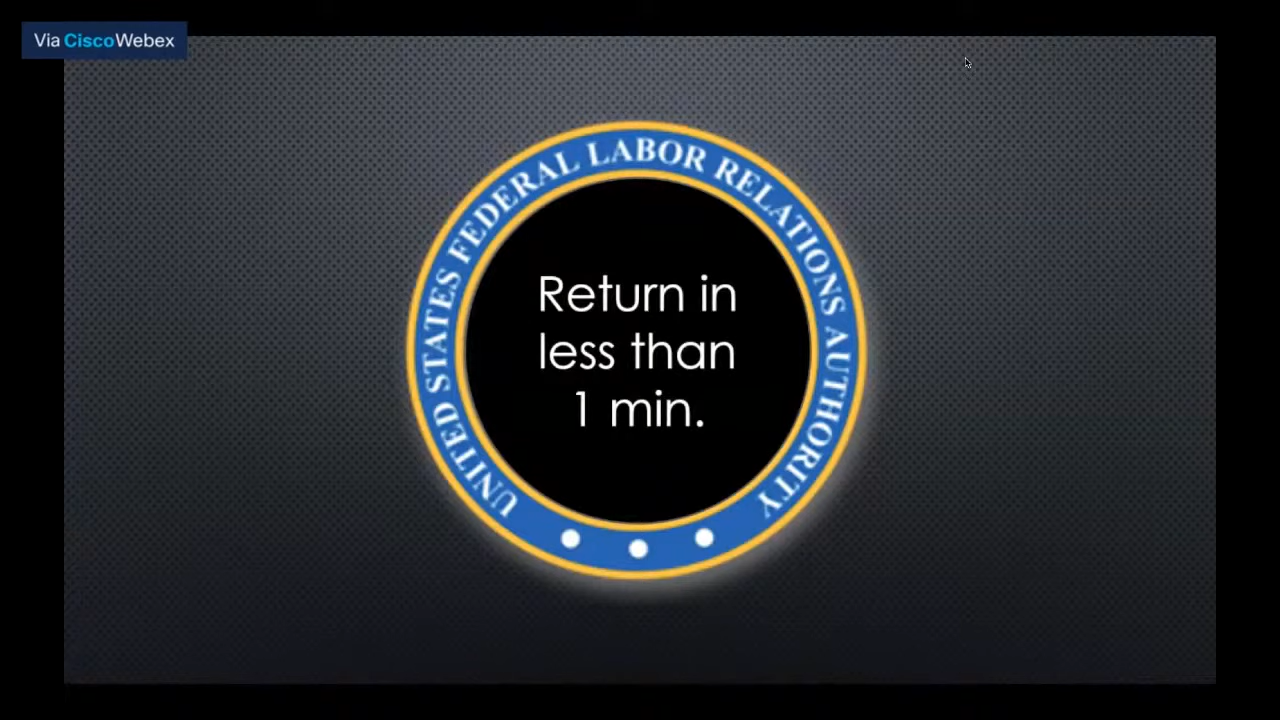 Via CiscoWebex
UNITED STATES FEDERAL LABOR RELATIONS AUTHORITY
Return in
less than
1 min.